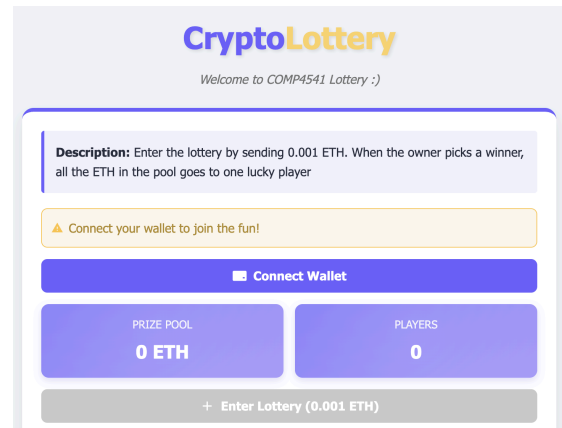 CryptoLottery
Welcome to COMP4541 Lottery :)
Description: Enter the lottery by sending 0.001 ETH. When the owner picks a winner,
all the ETH in the pool goes to one lucky player
Connect your wallet to join the fun!
Connect Wallet
PRIZE POOL
0 ETH
PLAYERS
0
+ Enter Lottery (0.001 ETH)